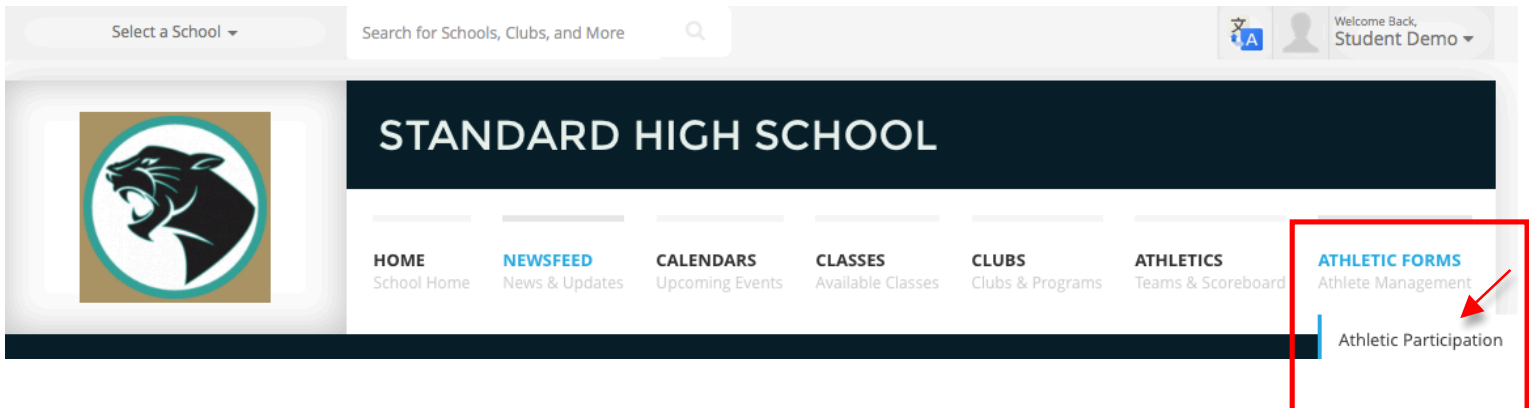 Select a School
Search for Schools, Clubs, and More
文A
Welcome Back,
Student Demo
STANDARD HIGH SCHOOL
HOME NEWSFEED CALENDARS CLASSES CLUBS ATHLETICS ATHLETIC FORMS
School Home News & Updates Upcoming Events Available Classes Clubs & Programs Teams & Scoreboard Athlete Management
Athletic Participation